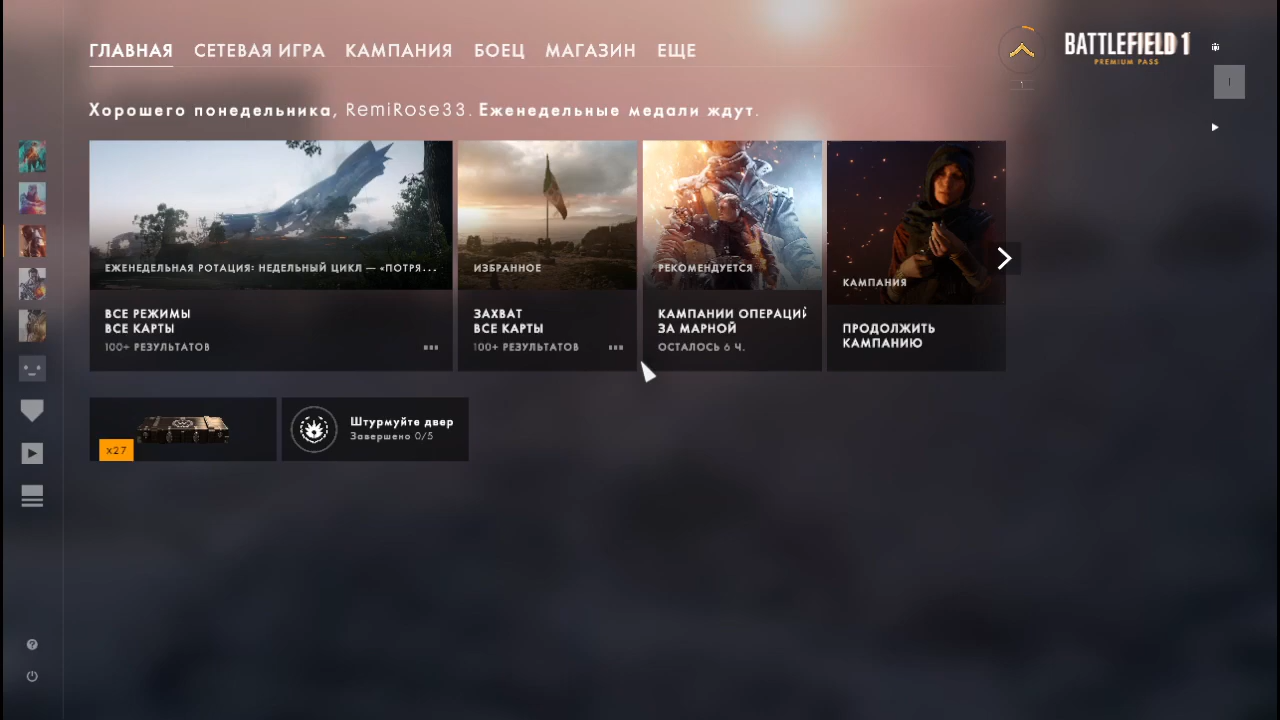 ГЛАВНАЯ СЕТЕВАЯ ИГРА КАМПАНИЯ БОЕЦ МАГАЗИН ЕЩЕ
BATTLEFIELD 1
PREMIUM PASS
1
Хорошего понедельника, RemiRose33. Еженедельные медали ждут.
ЕЖЕНЕДЕЛЬНАЯ РОТАЦИЯ: НЕДЕЛЬНЫЙ ЦИКЛ — «ПОТРЯ...
ВСЕ РЕЖИМЫ
ВСЕ КАРТЫ
100+ РЕЗУЛЬТАТОВ
ИЗБРАННОЕ
ЗАХВАТ
ВСЕ КАРТЫ
100+ РЕЗУЛЬТАТОВ
РЕКОМЕНДУЕТСЯ
КАМПАНИИ ОПЕРАЦИЙ
ЗА МАРНОЙ
ОСТАЛОСЬ 6 Ч.
КАМПАНИЯ
ПРОДОЛЖИТЬ
КАМПАНИЮ
x27
Штурмуйте двер
Завершено 0/5